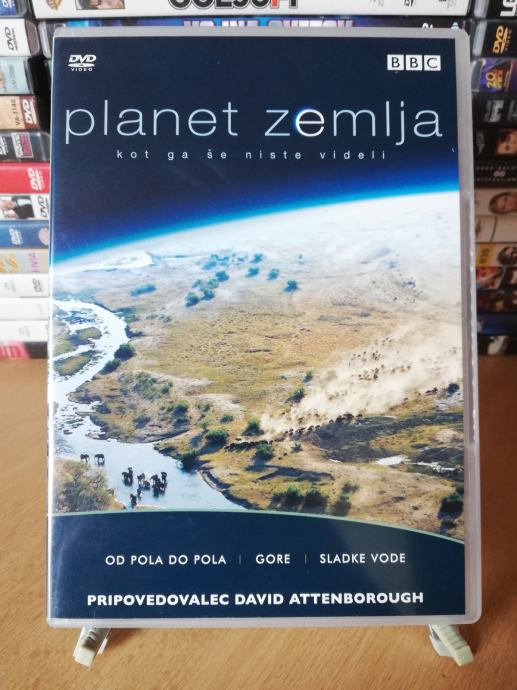 DVD
VIDEO
BBC
planet zemlja
kot ga še niste videli
OD POLA DO POLA | GORE | SLADKE VODE
PRIPOVEDOVALEC DAVID ATTENBOROUGH